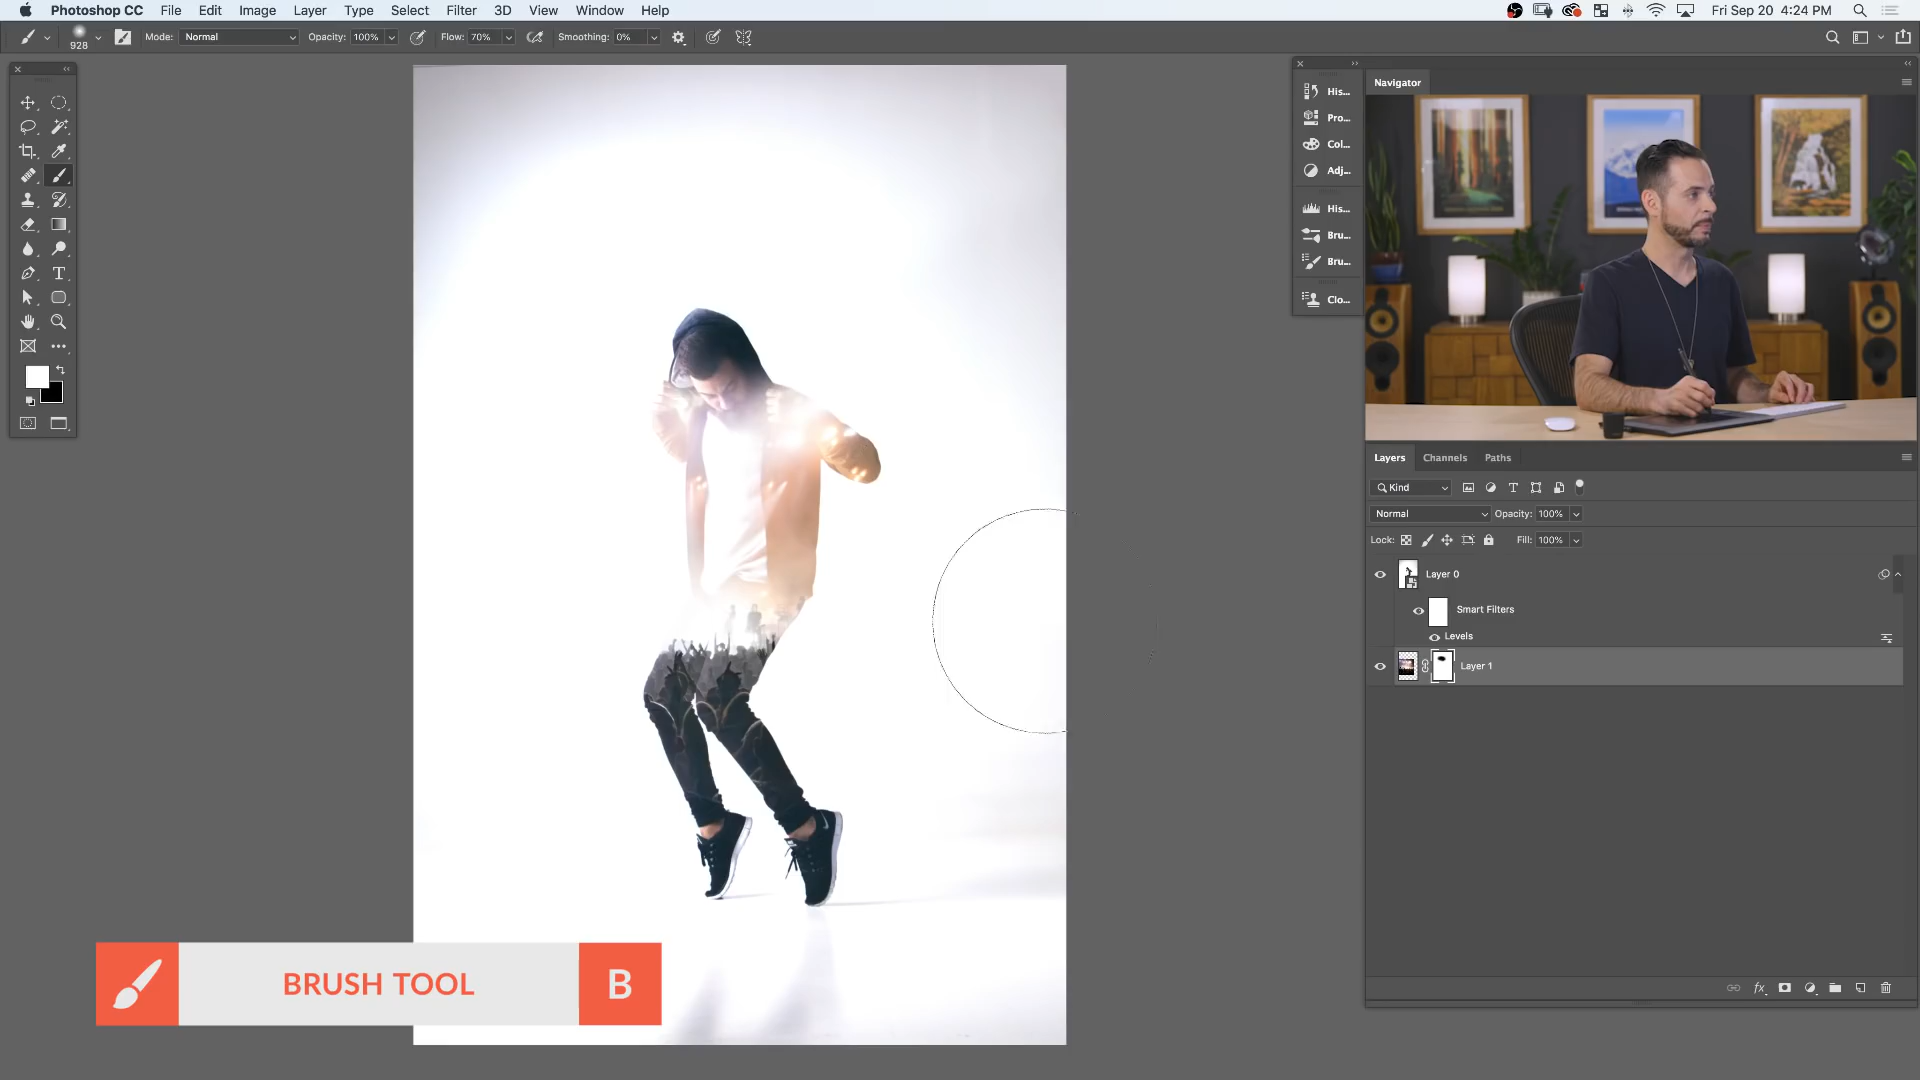 Photoshop CC File Edit Image Layer Type Select Filter 3D View Window Help Fri Sep 20 4:24 PM
928 Mode: Normal Opacity: 100% Flow: 70% Smoothing: 0%
Navigator
His...
Pro...
Col...
Adj...
His...
Bru...
Bru...
Clo...
Layers Channels Paths
Kind
Normal Opacity: 100%
Lock: Fill: 100%
Layer 0
Smart Filters
Levels
Layer 1
BRUSH TOOL B